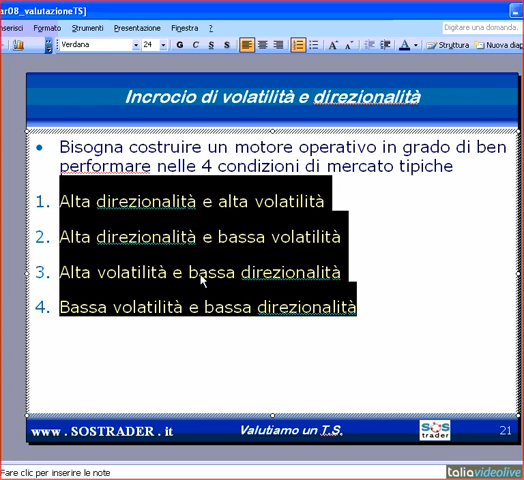 ar08_valutazioneTS]
nserisci Formato Strumenti Presentazione Finestra ?
Digitare una domanda.
Verdana 24 G C S S A Struttura Nuova diap
Incrocio di volatilità e direzionalità
• Bisogna costruire un motore operativo in grado di ben
performare nelle 4 condizioni di mercato tipiche
1. Alta direzionalità e alta volatilità
2. Alta direzionalità e bassa volatilità
3. Alta volatilità e bassa direzionalità
4. Bassa volatilità e bassa direzionalità
www . SOSTRADER . it Valutiamo un T.S. SOS trader 21
Fare clic per inserire le note
italiavideolive